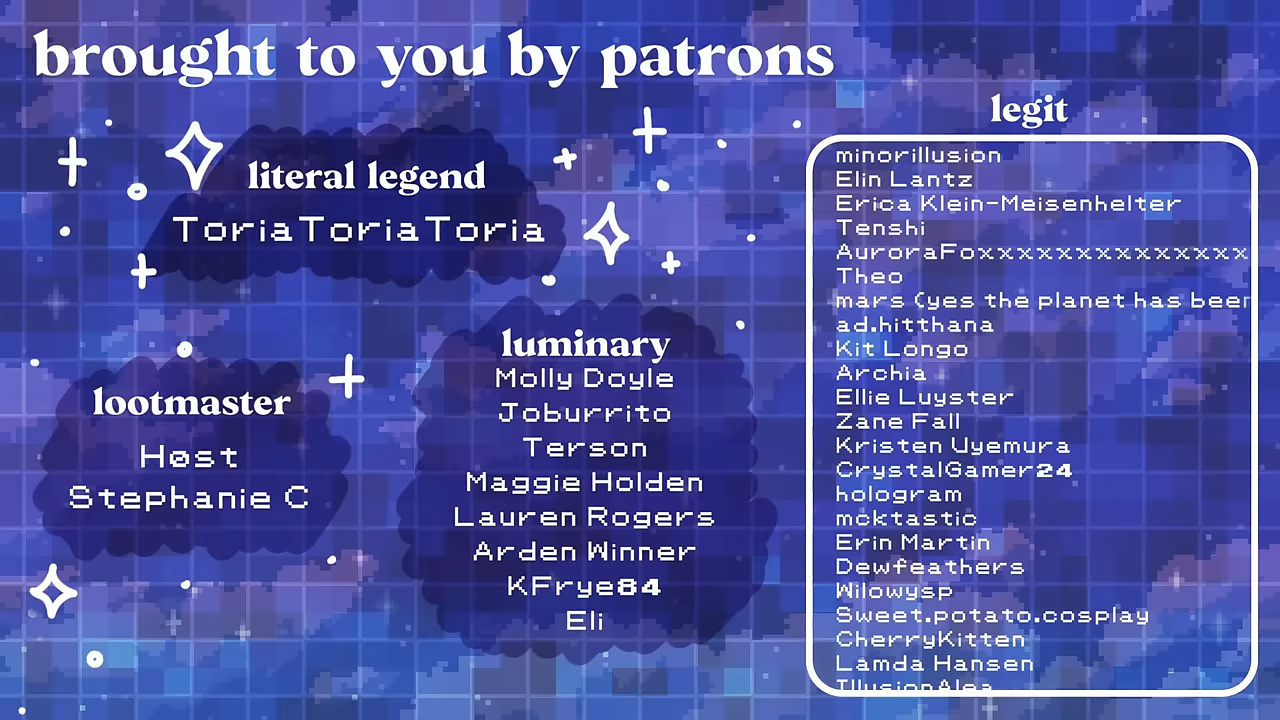 brought to you by patrons
literal legend
ToriaToriaToria
lootmaster
Høst
Stephanie C
luminary
Molly Doyle
Joburrito
Terson
Maggie Holden
Lauren Rogers
Arden Winner
KFrye84
Eli
legit
minorillusion
Elin Lantz
Erica Klein-Meisenhelter
Tenshi
AuroraFoxxxxxxxxxxxxxxx
Theo
mars (yes the planet has been
ad.hitthana
Kit Longo
Archia
Ellie Luyster
Zane Fall
Kristen Uyemura
CrystalGamer24
hologram
mcktastic
Erin Martin
Dewfeathers
Wilowysp
Sweet.potato.cosplay
CherryKitten
Lamda Hansen